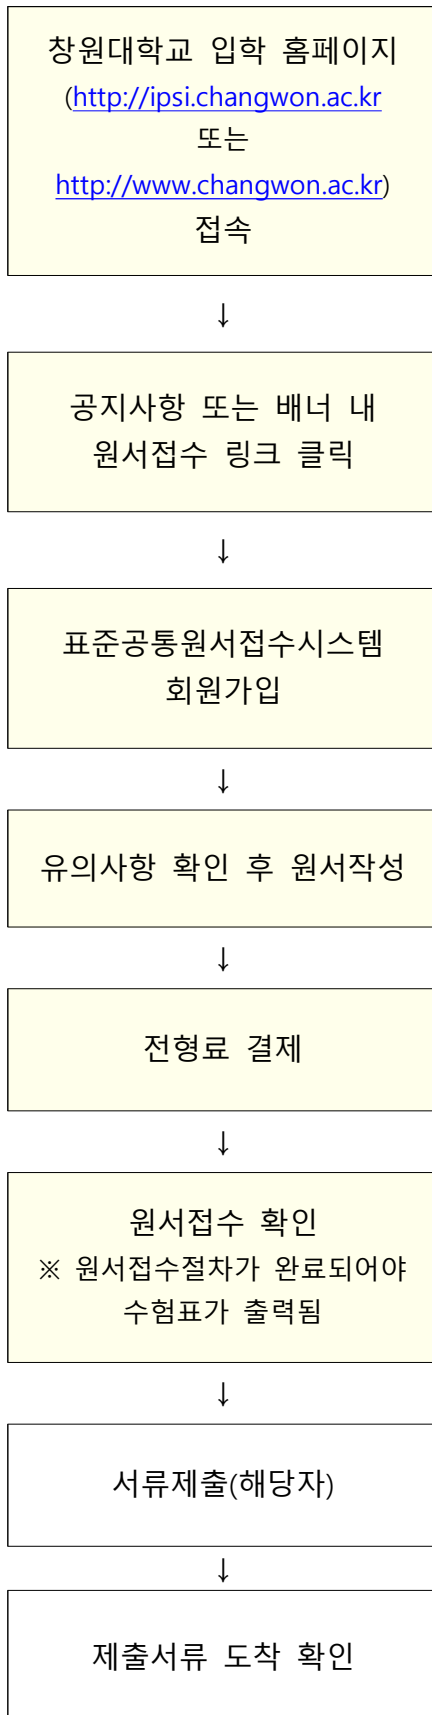 창원대학교 입학 홈페이지
(http://ipsi.changwon.ac.kr
또는
http://www.changwon.ac.kr)
접속
↓
공지사항 또는 배너 내
원서접수 링크 클릭
↓
표준공통원서접수시스템
회원가입
↓
유의사항 확인 후 원서작성
↓
전형료 결제
↓
원서접수 확인
※ 원서접수절차가 완료되어야
수험표가 출력됨
↓
서류제출(해당자)
↓
제출서류 도착 확인